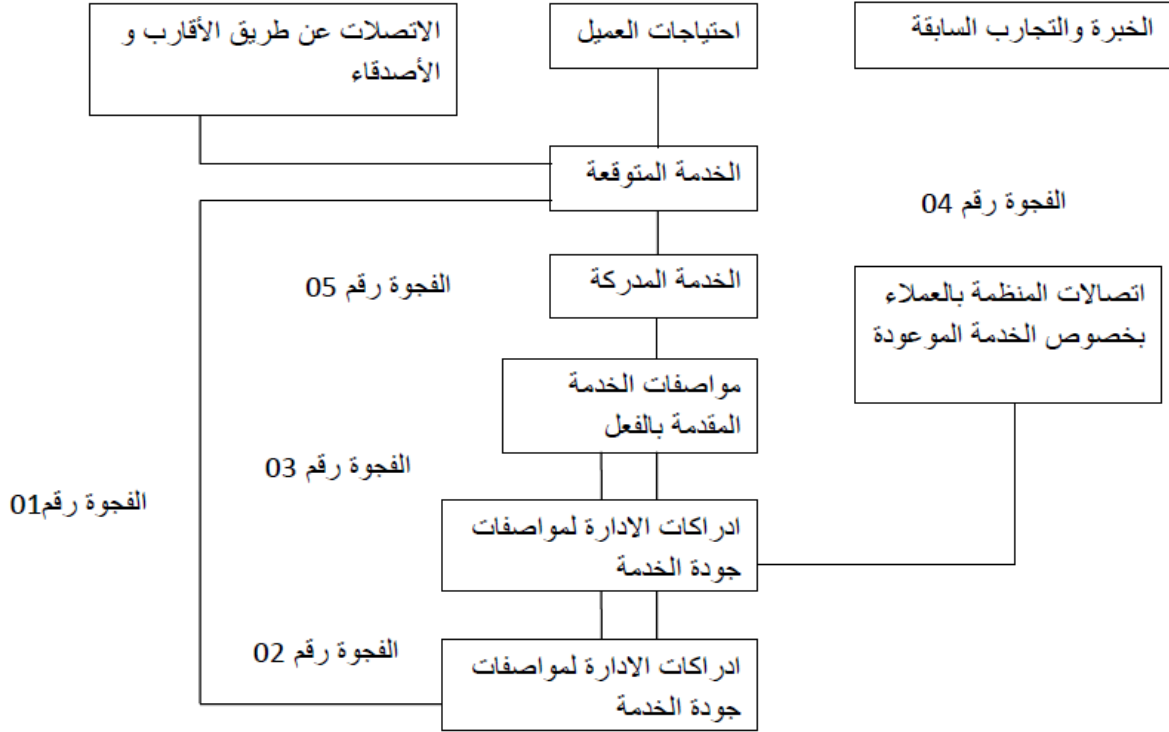 الخبرة والتجارب السابقة
احتياجات العميل
الاتصلات عن طريق الأقارب و
الأصدقاء
الخدمة المتوقعة
الفجوة رقم 04
الخدمة المدركة
الفجوة رقم 05
اتصالات المنظمة بالعملاء
بخصوص الخدمة الموعودة
مواصفات الخدمة
المقدمة بالفعل
الفجوة رقم 03
الفجوة رقم01
ادراكات الادارة لمواصفات
جودة الخدمة
الفجوة رقم 02
ادراكات الادارة لمواصفات
جودة الخدمة